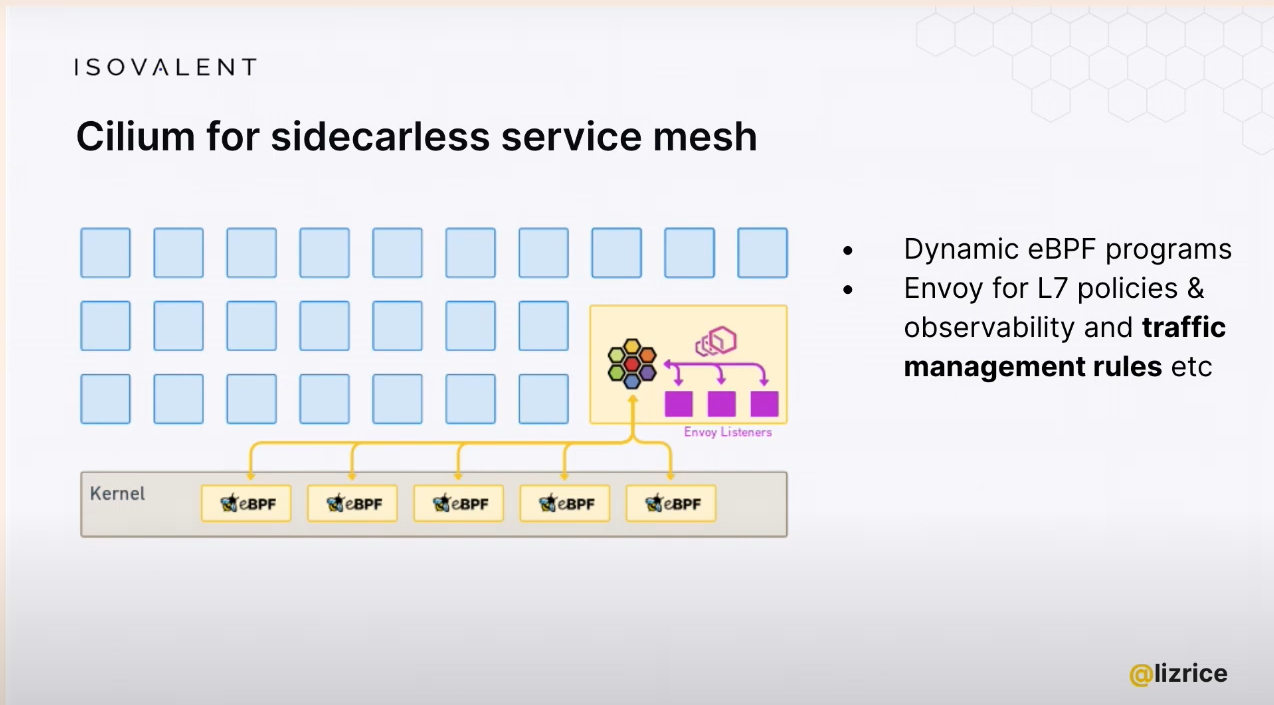 ISOVALENT
Cilium for sidecarless service mesh
Dynamic eBPF programs
Envoy for L7 policies &
observability and traffic
management rules etc
Envoy Listeners
Kernel
eBPF
eBPF
eBPF
eBPF
eBPF
@lizrice